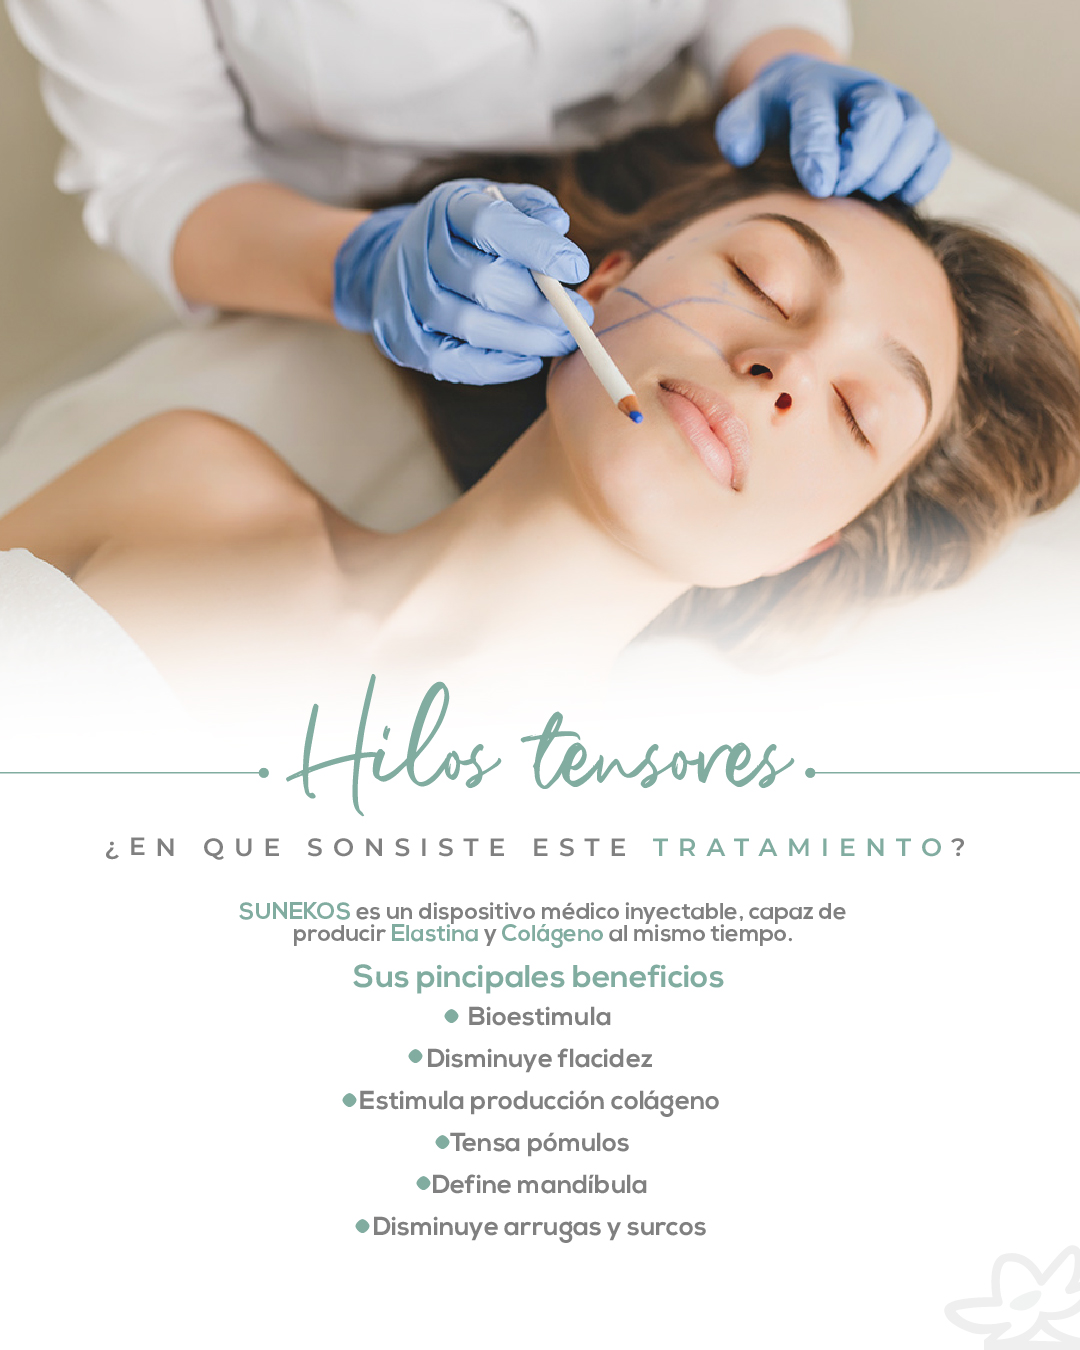 Hilos tensores
¿EN QUE SONSISTE ESTE TRATAMIENTO?
SUNEKOS es un dispositivo médico inyectable, capaz de
producir Elastina y Colágeno al mismo tiempo.
Sus pincipales beneficios
Bioestimula
Disminuye flacidez
Estimula producción colágeno
Tensa pómulos
Define mandíbula
Disminuye arrugas y surcos